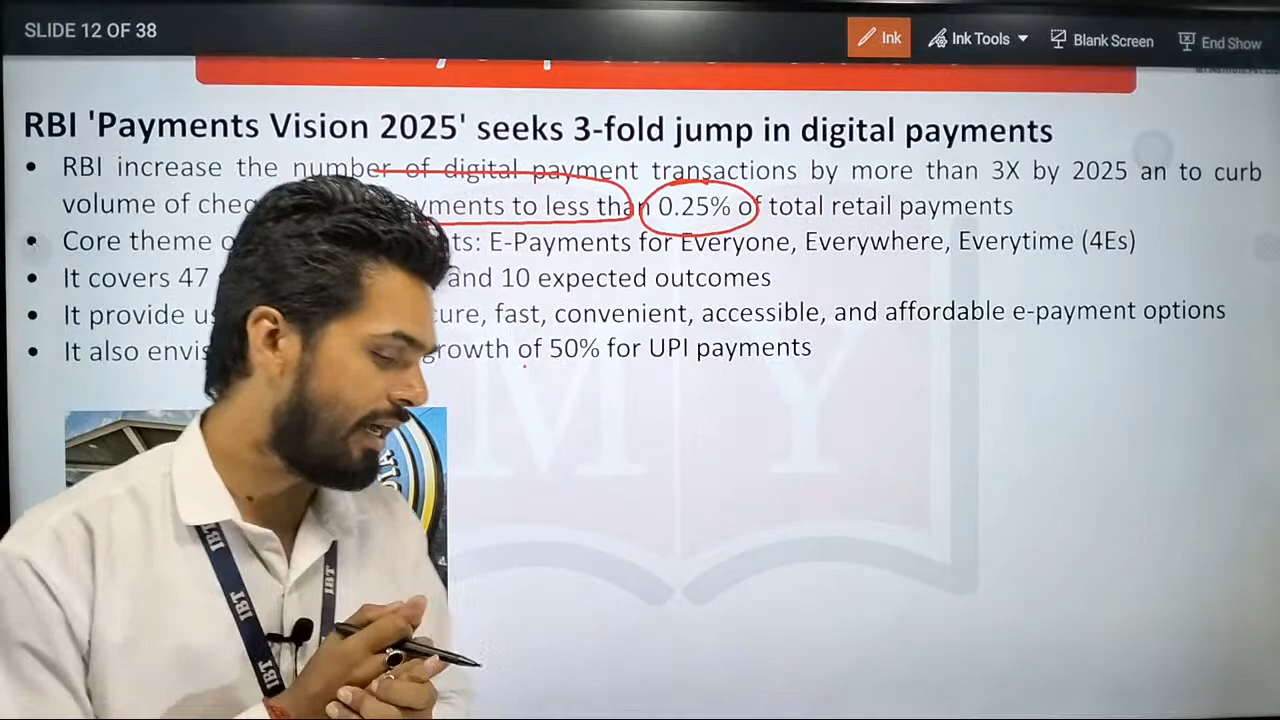 SLIDE 12 OF 38
Ink
Ink Tools
Blank Screen
End Show
RBI 'Payments Vision 2025' seeks 3-fold jump in digital payments
• RBI increase the number of digital payment transactions by more than 3X by 2025 an to curb
volume of yments to less than 0.25% of total retail payments
• Core theme ts: E-Payments for Everyone, Everywhere, Everytime (4Es)
• It covers 47 and 10 expected outcomes
• It provide cure, fast, convenient, accessible, and affordable e-payment options
• It also growth of 50% for UPI payments
M Y
IBT
IBT
IBT
IBT